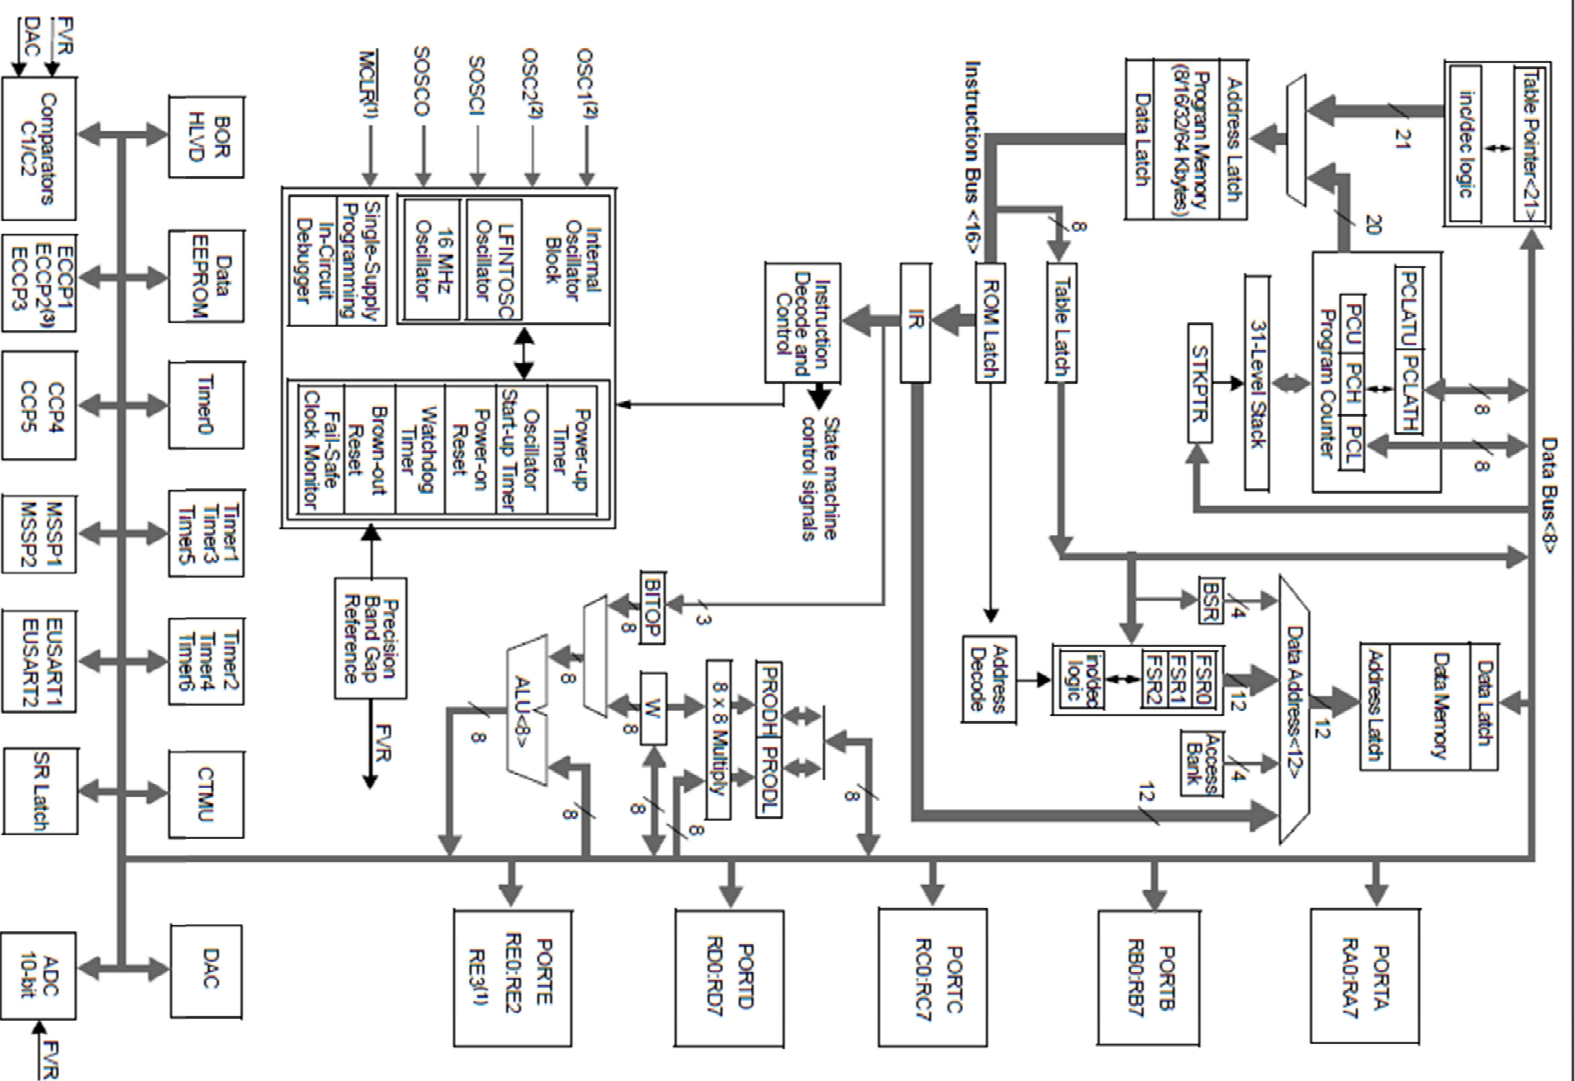 Data Bus<8>
Table Pointer<21>
inc/dec logic
21
20
8
8
PCLATU
PCLATH
PCU
PCH
PCL
Program Counter
31-Level Stack
STKPTR
Address Latch
Program Memory
(8/16/32/64 Kbytes)
Data Latch
Instruction Bus <16>
8
Table Latch
ROM Latch
IR
Instruction
Decode and
Control
State machine
control signals
Data Latch
Data Memory
Address Latch
12
Data Address<12>
4
BSR
12
FSR0
FSR1
FSR2
inc/dec
logic
4
Access
Bank
12
Address
Decode
PORTA
RA0:RA7
PORTB
RB0:RB7
PORTC
RC0:RC7
PORTD
RD0:RD7
PORTE
RE0:RE2
RE3(1)
8
PRODH
PRODL
8 x 8 Multiply
3
BITOP
8
W
8
8
8
8
ALU<8>
8
8
OSC1(2)
OSC2(2)
SOSCI
SOSCO
MCLR(1)
Internal
Oscillator
Block
LFINTOSC
Oscillator
16 MHz
Oscillator
Single-Supply
Programming
In-Circuit
Debugger
Power-up
Timer
Oscillator
Start-up Timer
Power-on
Reset
Watchdog
Timer
Brown-out
Reset
Fail-Safe
Clock Monitor
Precision
Band Gap
Reference
FVR
BOR
HLVD
Data
EEPROM
Timer0
Timer1
Timer3
Timer5
Timer2
Timer4
Timer6
CTMU
DAC
FVR
DAC
Comparators
C1/C2
ECCP1
ECCP2(3)
ECCP3
CCP4
CCP5
MSSP1
MSSP2
EUSART1
EUSART2
SR Latch
ADC
10-bit
FVR